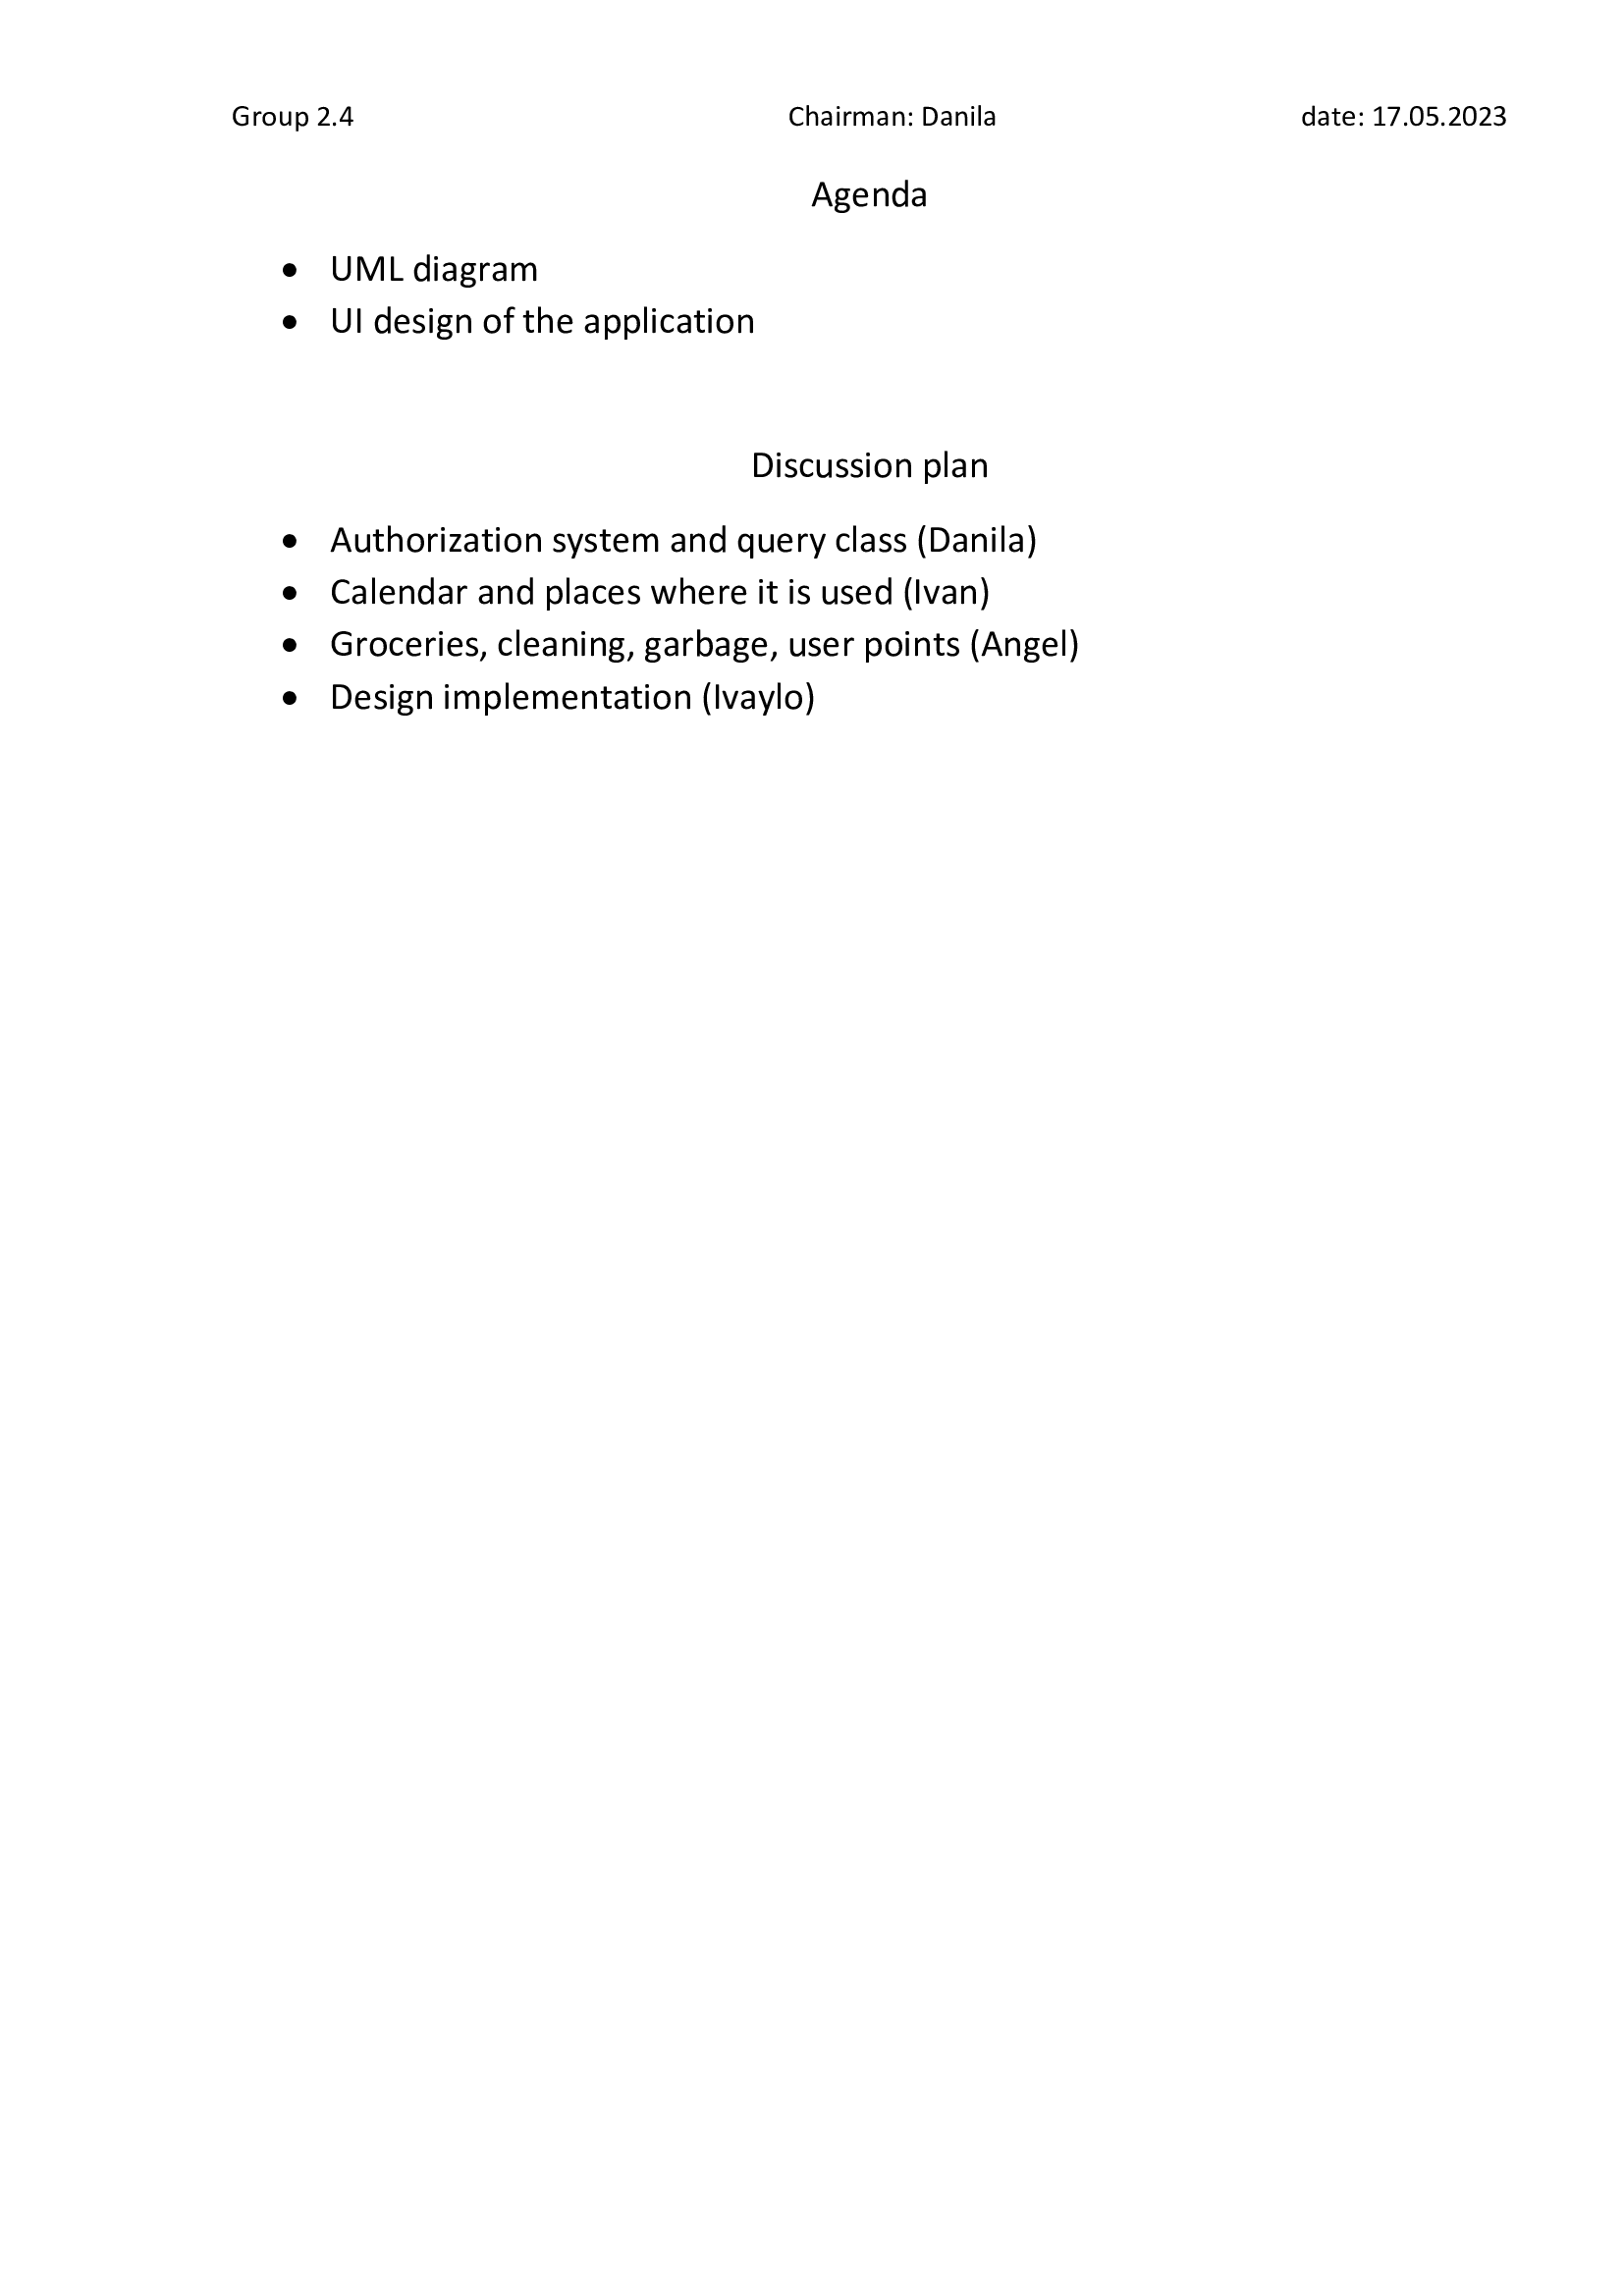 Group 2.4 Chairman: Danila date: 17.05.2023
Agenda
• UML diagram
• UI design of the application
Discussion plan
• Authorization system and query class (Danila)
• Calendar and places where it is used (Ivan)
• Groceries, cleaning, garbage, user points (Angel)
• Design implementation (Ivaylo)